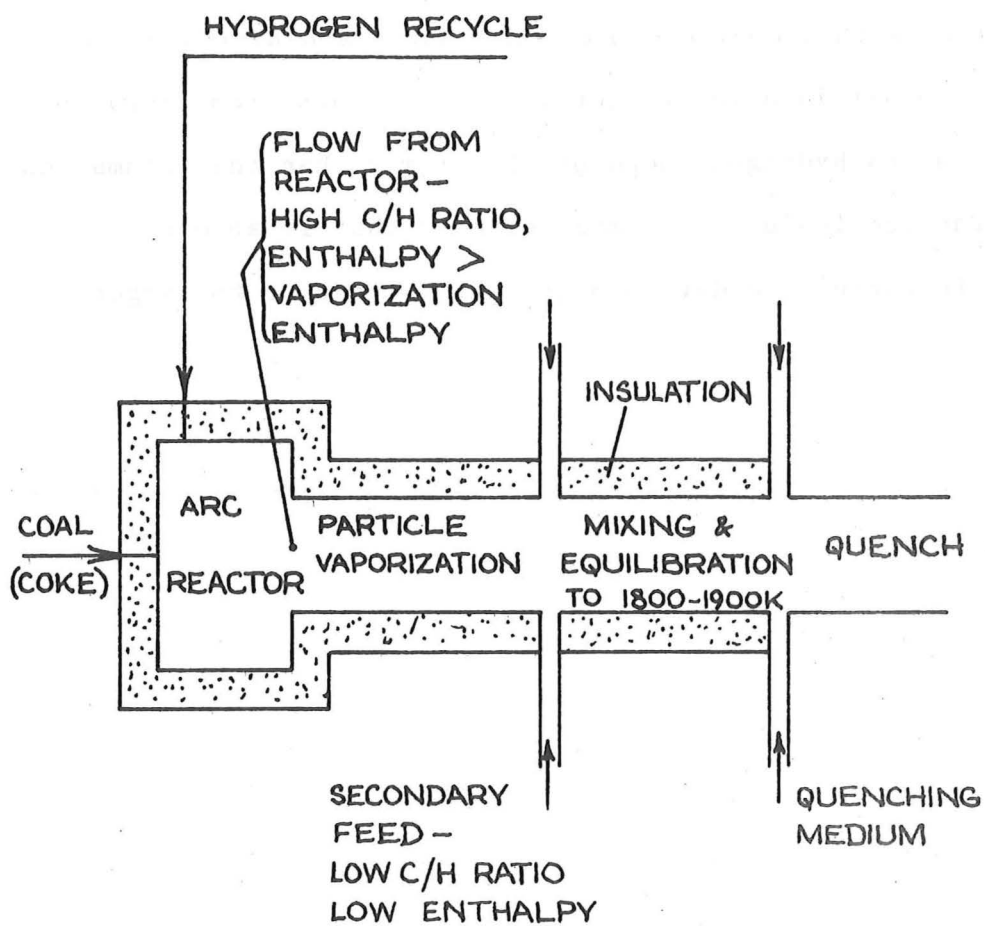 HYDROGEN RECYCLE
FLOW FROM
REACTOR –
HIGH C/H RATIO,
ENTHALPY >
VAPORIZATION
ENTHALPY
INSULATION
COAL
(COKE)
ARC
REACTOR
PARTICLE
VAPORIZATION
MIXING &
EQUILIBRATION
TO 1800-1900K
QUENCH
SECONDARY
FEED –
LOW C/H RATIO
LOW ENTHALPY
QUENCHING
MEDIUM